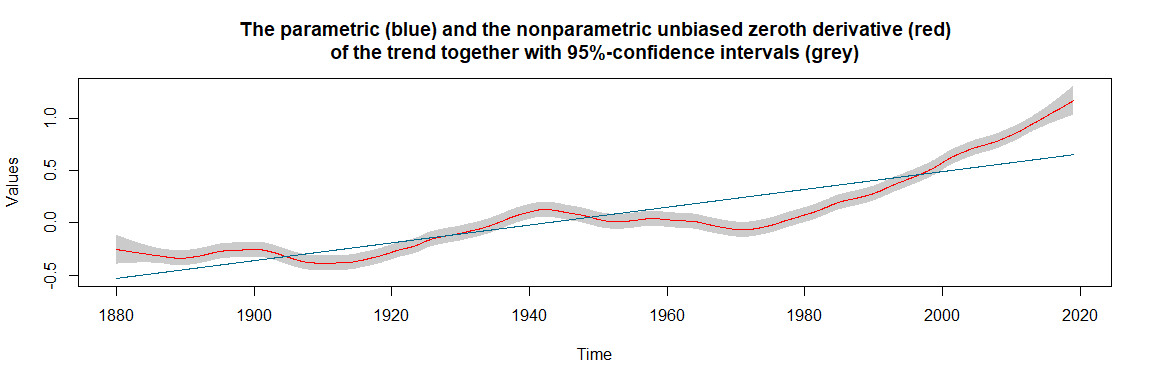 The parametric (blue) and the nonparametric unbiased zeroth derivative (red)
of the trend together with 95%-confidence intervals (grey)
Values
1.0
0.5
0.0
-0.5
1880 1900 1920 1940 1960 1980 2000 2020
Time